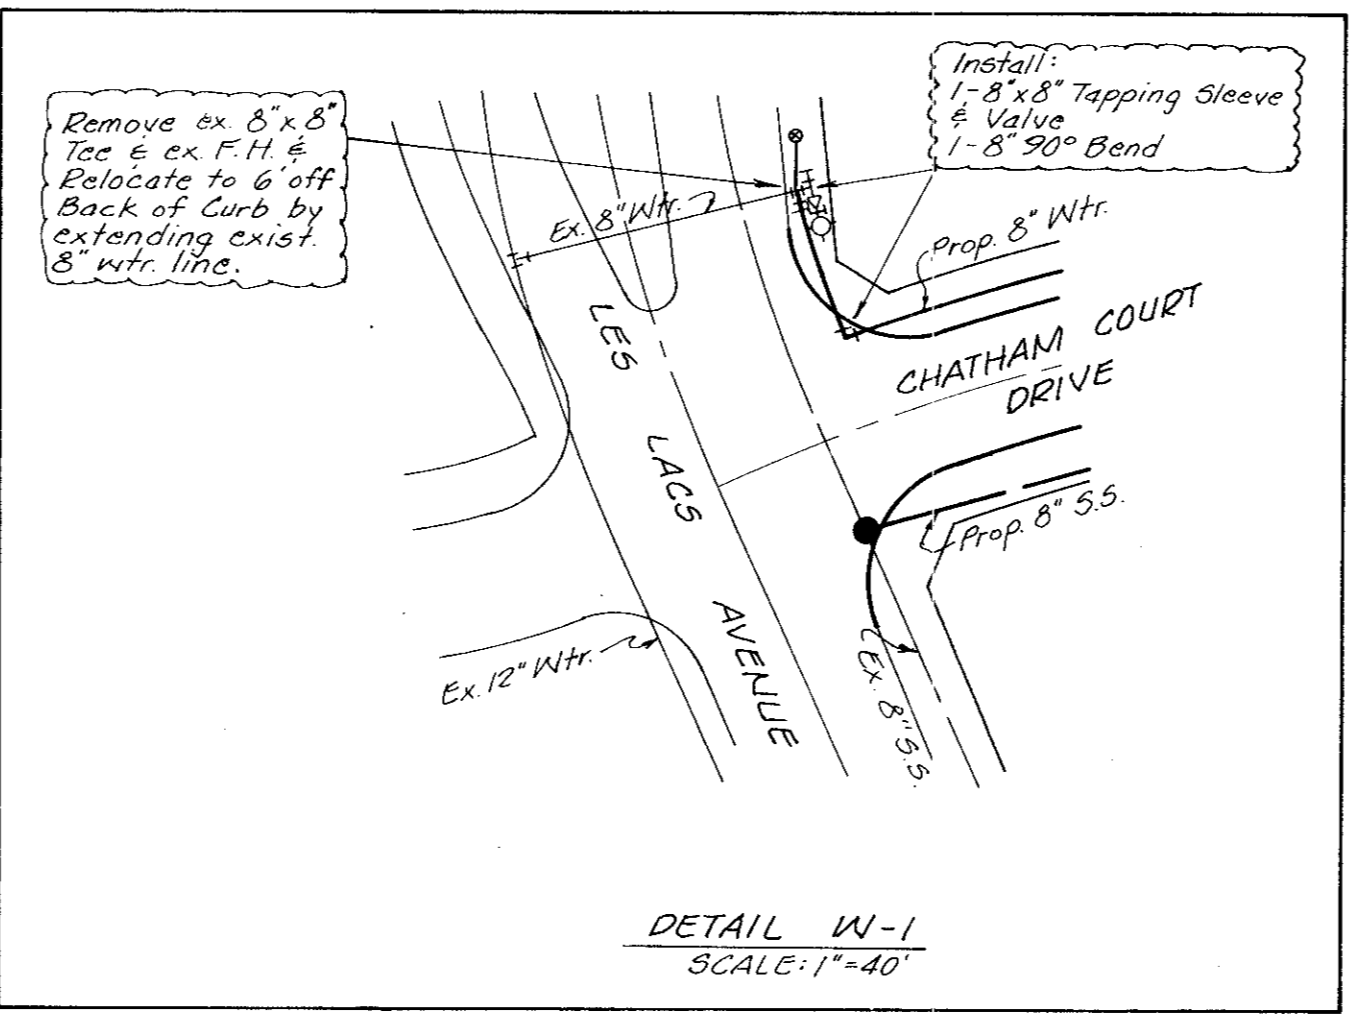 Remove ex. 8"x 8"
Tee & ex. F.H. &
Relocate to 6' off
Back of Curb by
extending exist.
8" wtr. line.
Install:
1-8"x8" Tapping Sleeve
& Valve
1-8" 90° Bend
Ex. 8" Wtr.
Prop. 8" Wtr.
CHATHAM COURT
DRIVE
LES LACS AVENUE
Prop. 8" S.S.
Ex. 12" Wtr.
Ex. 8" S.S.
DETAIL W-1
SCALE: 1"=40'